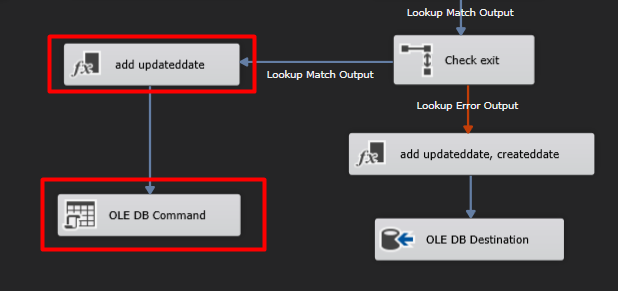 Lookup Match Output
add updateddate
Lookup Match Output
Check exit
Lookup Error Output
add updateddate, createddate
OLE DB Command
OLE DB Destination